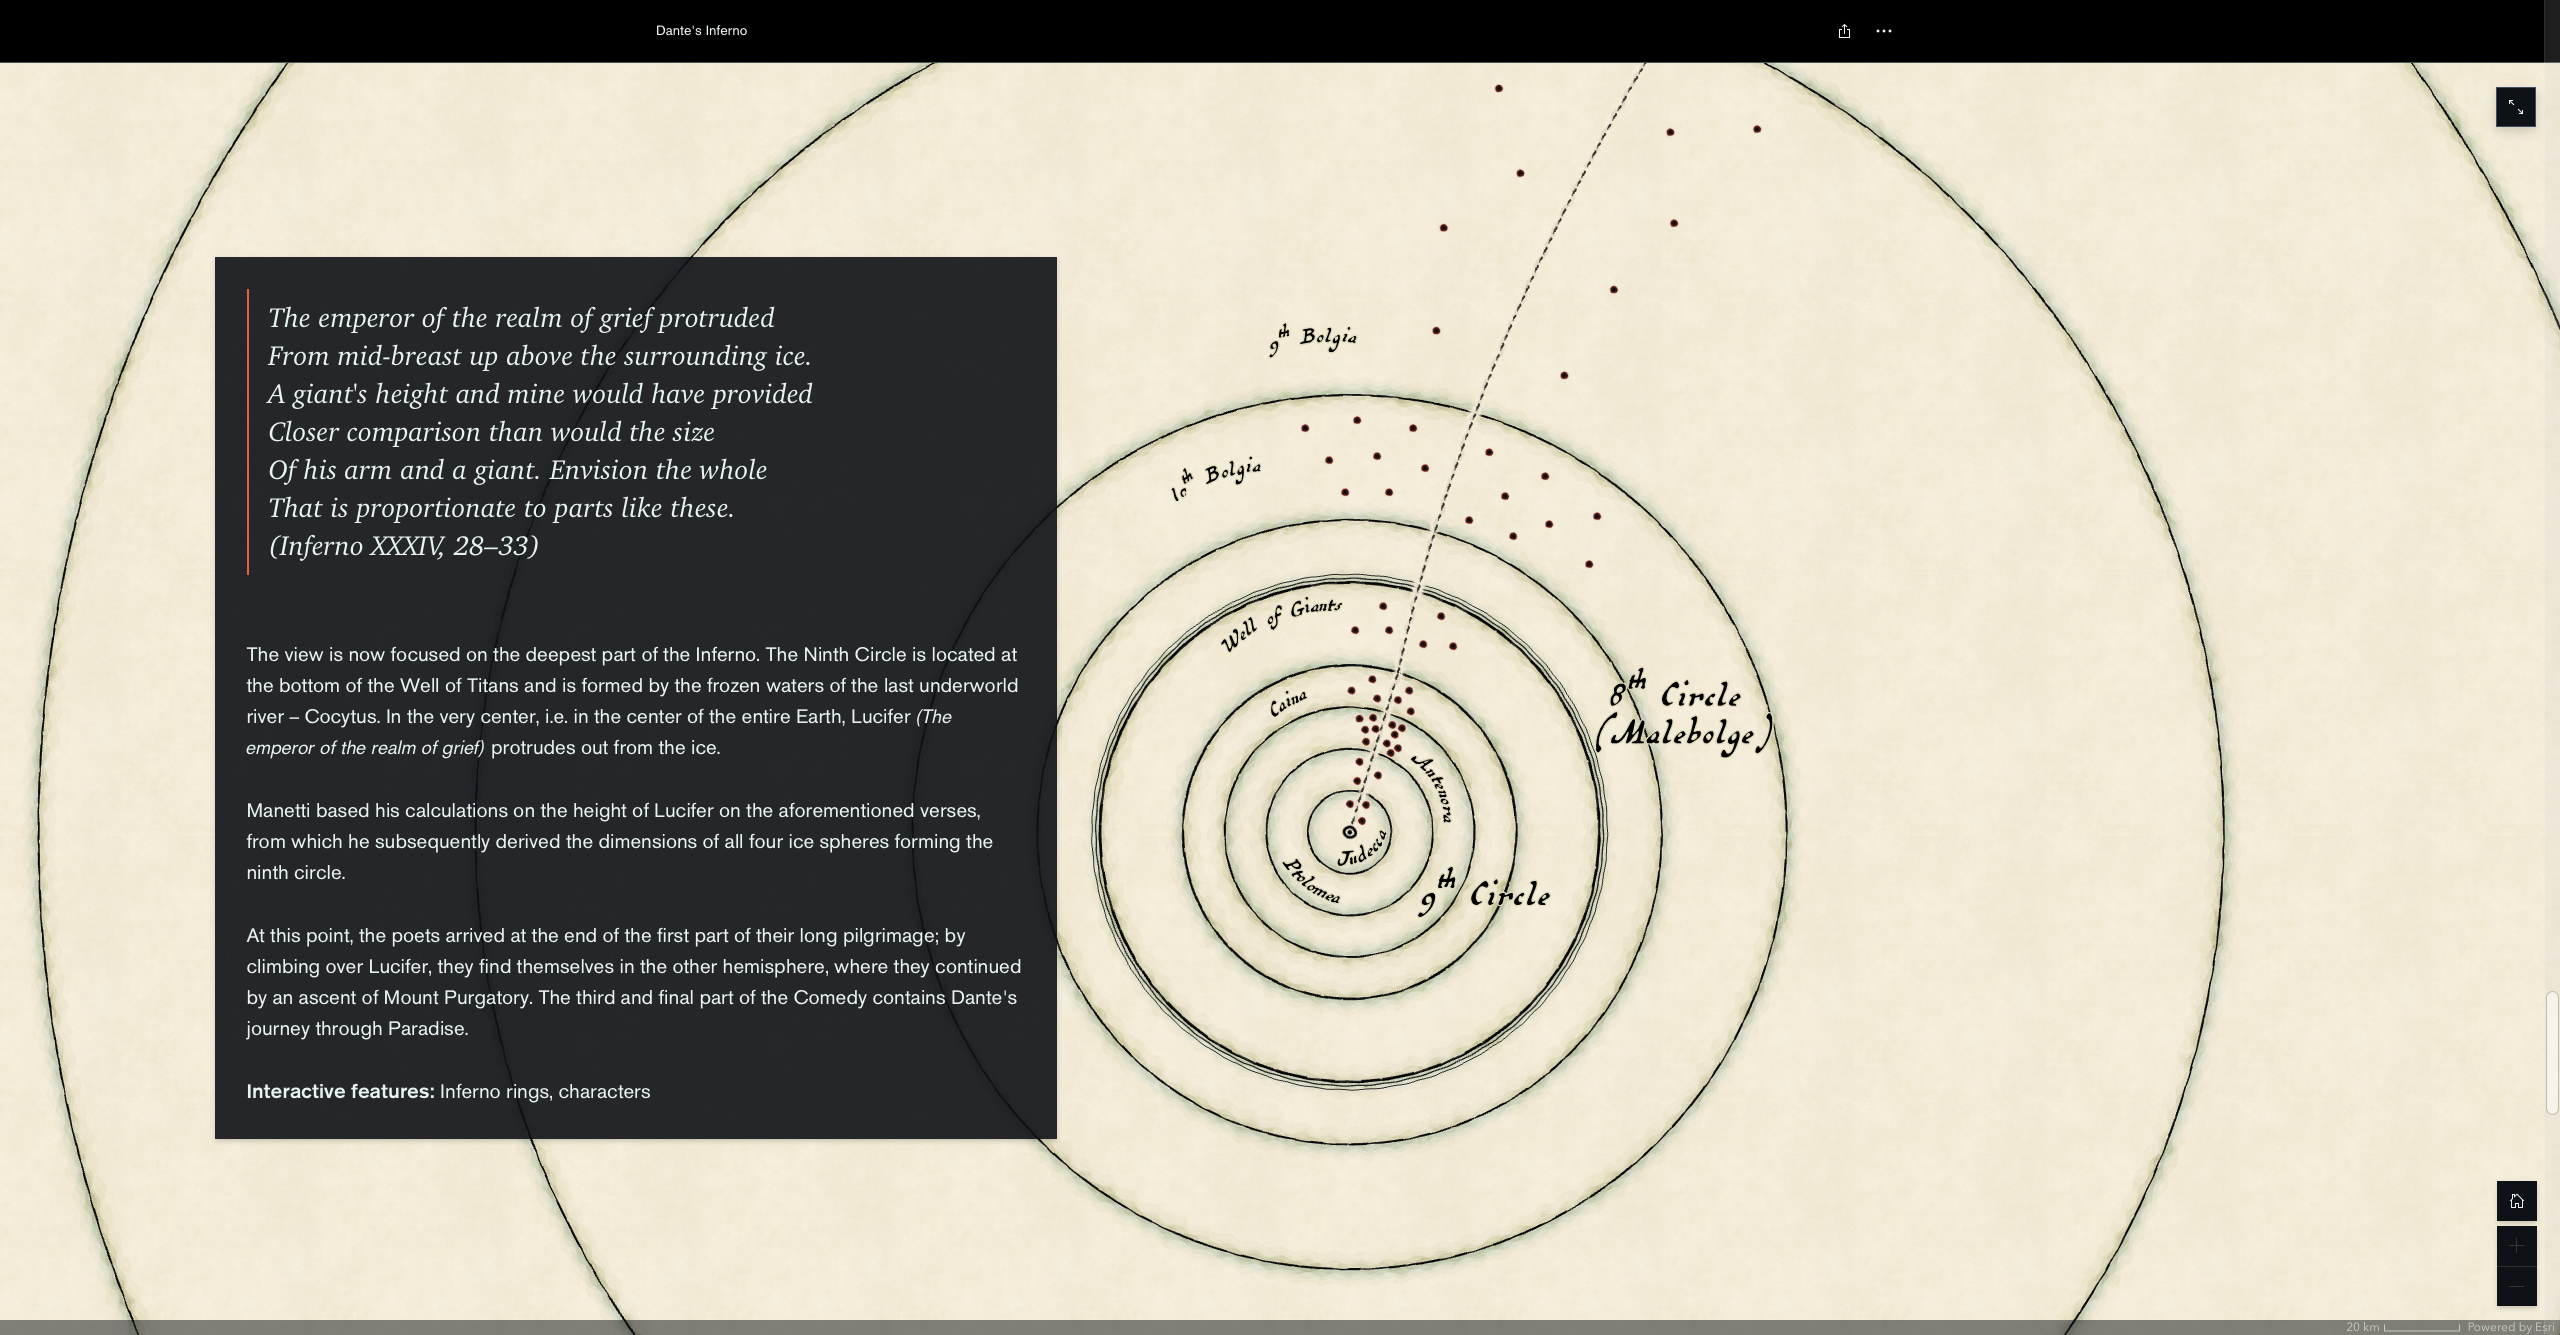 Dante's Inferno
The emperor of the realm of grief protruded
From mid-breast up above the surrounding ice.
A giant's height and mine would have provided
Closer comparison than would the size
Of his arm and a giant. Envision the whole
That is proportionate to parts like these.
(Inferno XXXIV, 28–33)
The view is now focused on the deepest part of the Inferno. The Ninth Circle is located at
the bottom of the Well of Titans and is formed by the frozen waters of the last underworld
river – Cocytus. In the very center, i.e. in the center of the entire Earth, Lucifer (The
emperor of the realm of grief) protrudes out from the ice.
Manetti based his calculations on the height of Lucifer on the aforementioned verses,
from which he subsequently derived the dimensions of all four ice spheres forming the
ninth circle.
At this point, the poets arrived at the end of the first part of their long pilgrimage; by
climbing over Lucifer, they find themselves in the other hemisphere, where they continued
by an ascent of Mount Purgatory. The third and final part of the Comedy contains Dante's
journey through Paradise.
Interactive features: Inferno rings, characters
9th Bolgia
10th Bolgia
Well of Giants
Caina
Antenora
Ptolomea
Judecca
8th Circle
(Malebolge)
9th Circle
20 km
Powered by Esri